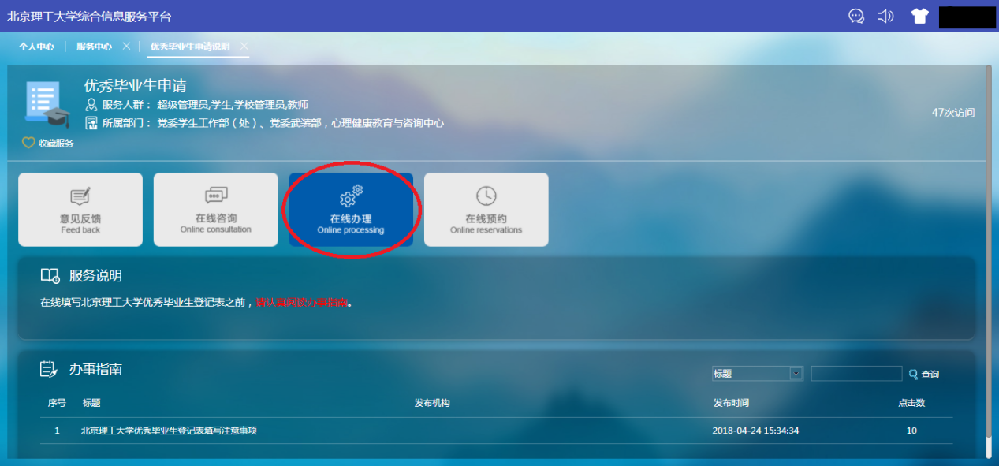 北京理工大学综合信息服务平台
个人中心 服务中心 优秀毕业生申请说明
优秀毕业生申请
服务人群：超级管理员,学生,学校管理员,教师
47次访问
所属部门：党委学生工作部（处）、党委武装部，心理健康教育与咨询中心
收藏服务
意见反馈
Feed back
在线咨询
Online consultation
在线办理
Online processing
在线预约
Online reservations
服务说明
在线填写北京理工大学优秀毕业生登记表之前，请认真阅读办事指南。
办事指南
标题 查询
序号 标题 发布机构 发布时间 点击数
1 北京理工大学优秀毕业生登记表填写注意事项 2018-04-24 15:34:34 10